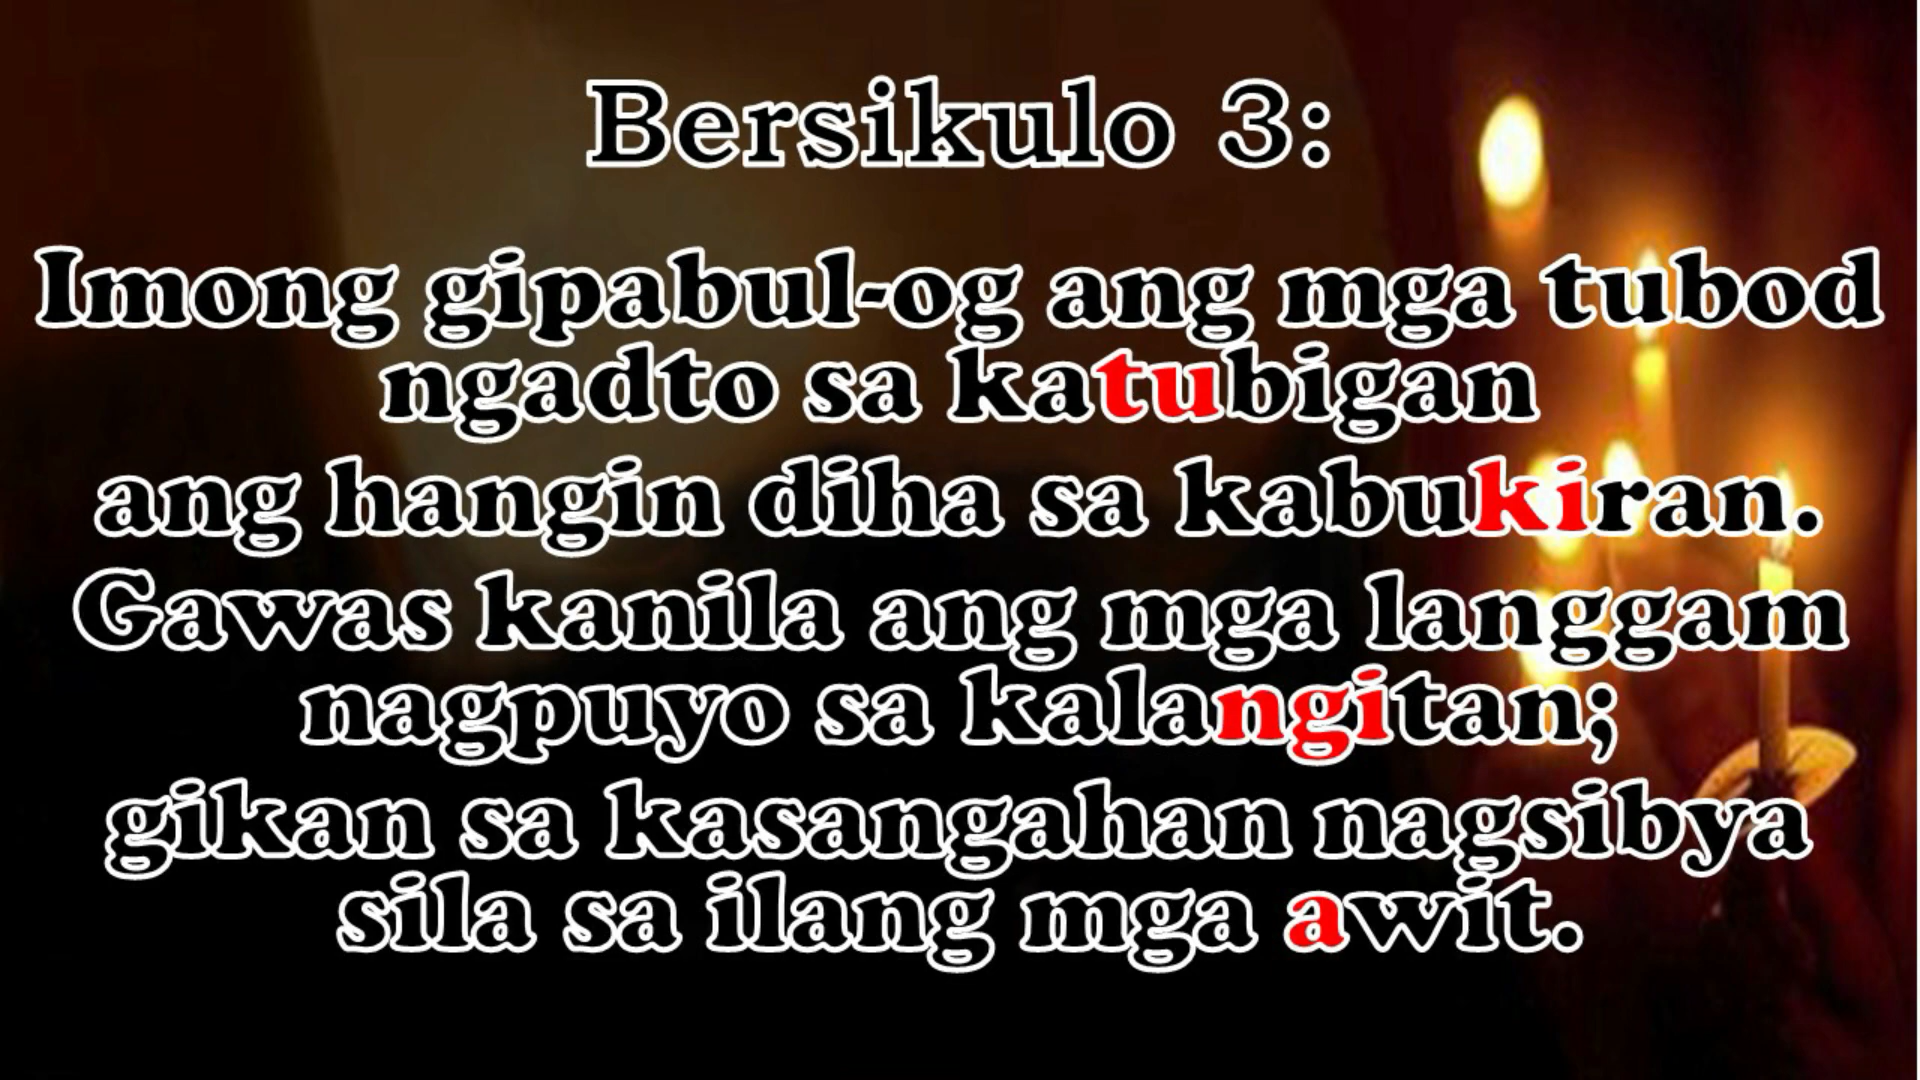 Bersikulo 3:
Imong gipabul-og ang mga tubod
ngadto sa katubigan
ang hangin diha sa kabukiran.
Gawas kanila ang mga langgam
nagpuyo sa kalangitan;
gikan sa kasangahan nagsibya
sila sa ilang mga awit.